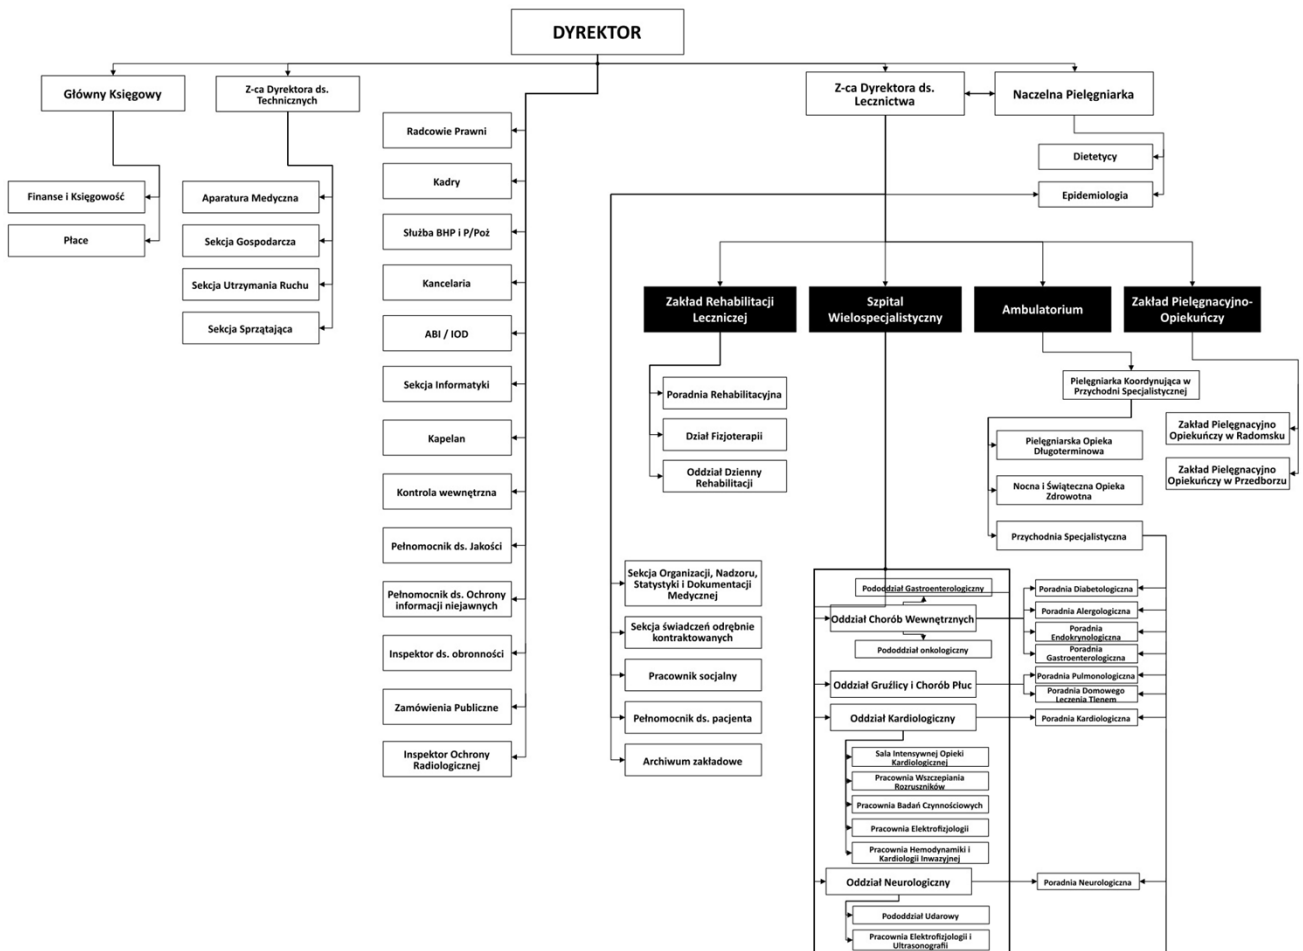 DYREKTOR
Główny Księgowy
Z-ca Dyrektora ds.
Technicznych
Z-ca Dyrektora ds.
Lecznictwa
Naczelna Pielęgniarka
Finanse i Księgowość
Płace
Aparatura Medyczna
Sekcja Gospodarcza
Sekcja Utrzymania Ruchu
Sekcja Sprzątająca
Radcowie Prawni
Kadry
Służba BHP i P/Poż
Kancelaria
ABI / IOD
Sekcja Informatyki
Kapelan
Kontrola wewnętrzna
Pełnomocnik ds. Jakości
Pełnomocnik ds. Ochrony
informacji niejawnych
Inspektor ds. obronności
Zamówienia Publiczne
Inspektor Ochrony
Radiologicznej
Dietetycy
Epidemiologia
Zakład Rehabilitacji
Leczniczej
Szpital
Wielospecjalistyczny
Ambulatorium
Zakład Pielęgnacyjno-
Opiekuńczy
Poradnia Rehabilitacyjna
Dział Fizjoterapii
Oddział Dzienny
Rehabilitacji
Pielęgniarka Koordynująca w
Przychodni Specjalistycznej
Pielęgniarska Opieka
Długoterminowa
Nocna i Świąteczna Opieka
Zdrowotna
Przychodnia Specjalistyczna
Zakład Pielęgnacyjno
Opiekuńczy w Radomsku
Zakład Pielęgnacyjno
Opiekuńczy w Przedborzu
Sekcja Organizacji, Nadzoru,
Statystyki i Dokumentacji
Medycznej
Sekcja świadczeń odrębnie
kontraktowanych
Pracownik socjalny
Pełnomocnik ds. pacjenta
Archiwum zakładowe
Pododdział Gastroenterologiczny
Oddział Chorób Wewnętrznych
Pododdział onkologiczny
Oddział Gruźlicy i Chorób Płuc
Oddział Kardiologiczny
Sala Intensywnej Opieki
Kardiologicznej
Pracownia Wszczepiania
Rozruszników
Pracownia Badań Czynnościowych
Pracownia Elektrofizjologii
Pracownia Hemodynamiki i
Kardiologii Inwazyjnej
Oddział Neurologiczny
Pododdział Udarowy
Pracownia Elektrofizjologii i
Ultrasonografii
Poradnia Diabetologiczna
Poradnia Alergologiczna
Poradnia
Endokrynologiczna
Poradnia
Gastroenterologiczna
Poradnia Pulmonologiczna
Poradnia Domowego
Leczenia Tlenem
Poradnia Kardiologiczna
Poradnia Neurologiczna